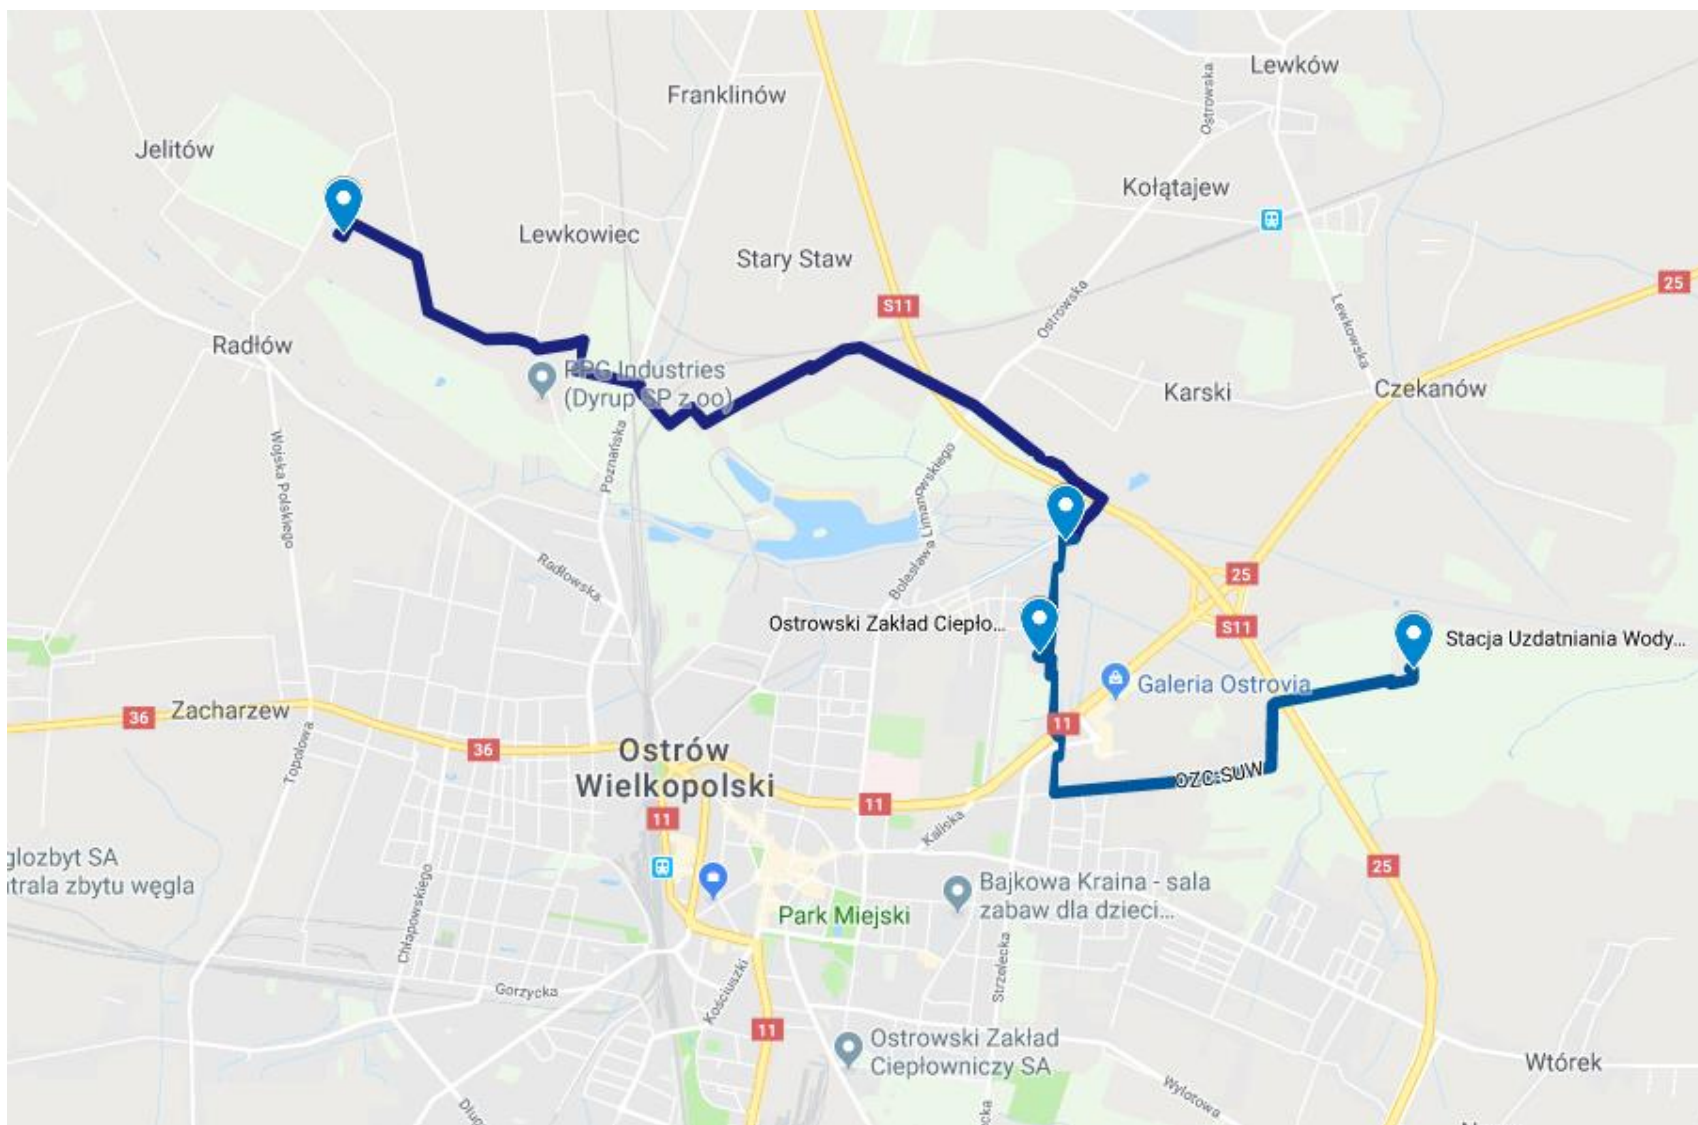 Lewków
Franklinów
Ostrowska
Jelitów
Kołątajew
Lewkowiec
Stary Staw
25
S11
Ostrowska
Lewkowska
Radłów
PPG Industries
(Dyrup SP z oo)
Karski
Czekanów
Wojska Polskiego
Poznańska
Bolesława Limanowskiego
Radłowska
25
Ostrowski Zakład Ciepło...
S11
Stacja Uzdatniania Wody...
Galeria Ostrovia
Zacharzew
36
36
11
Topolowa
Ostrów
Wielkopolski
OZC-SUW
11
11
Kaliska
glozbyt SA
ntrala zbytu węgla
25
Chłapowskiego
Bajkowa Kraina - sala
zabaw dla dzieci...
Park Miejski
Strzelecka
Kościuszki
Gorzycka
11
Ostrowski Zakład
Ciepłowniczy SA
Wtórek
Wylotowa